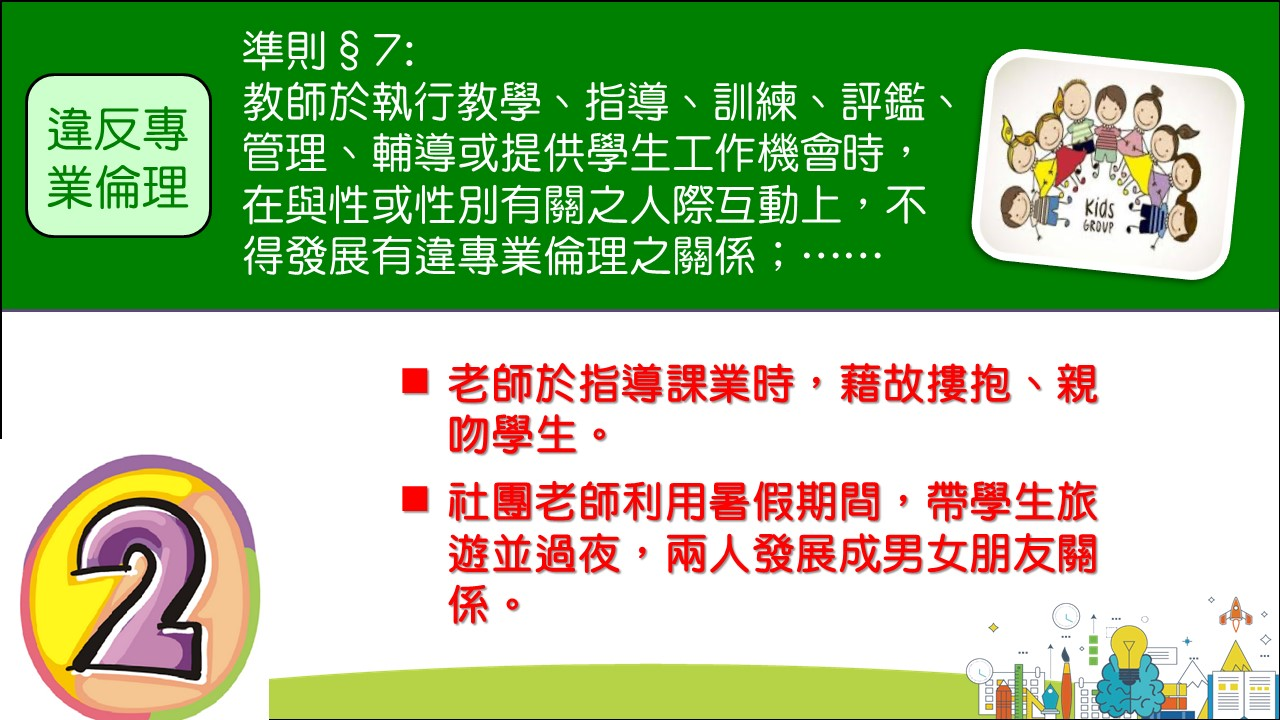 違反專
業倫理
準則§7:
教師於執行教學、指導、訓練、評鑑、
管理、輔導或提供學生工作機會時，
在與性或性別有關之人際互動上，不
得發展有違專業倫理之關係；……
KiDS
GROUP
■ 老師於指導課業時，藉故摟抱、親
吻學生。
■ 社團老師利用暑假期間，帶學生旅
遊並過夜，兩人發展成男女朋友關
係。
2